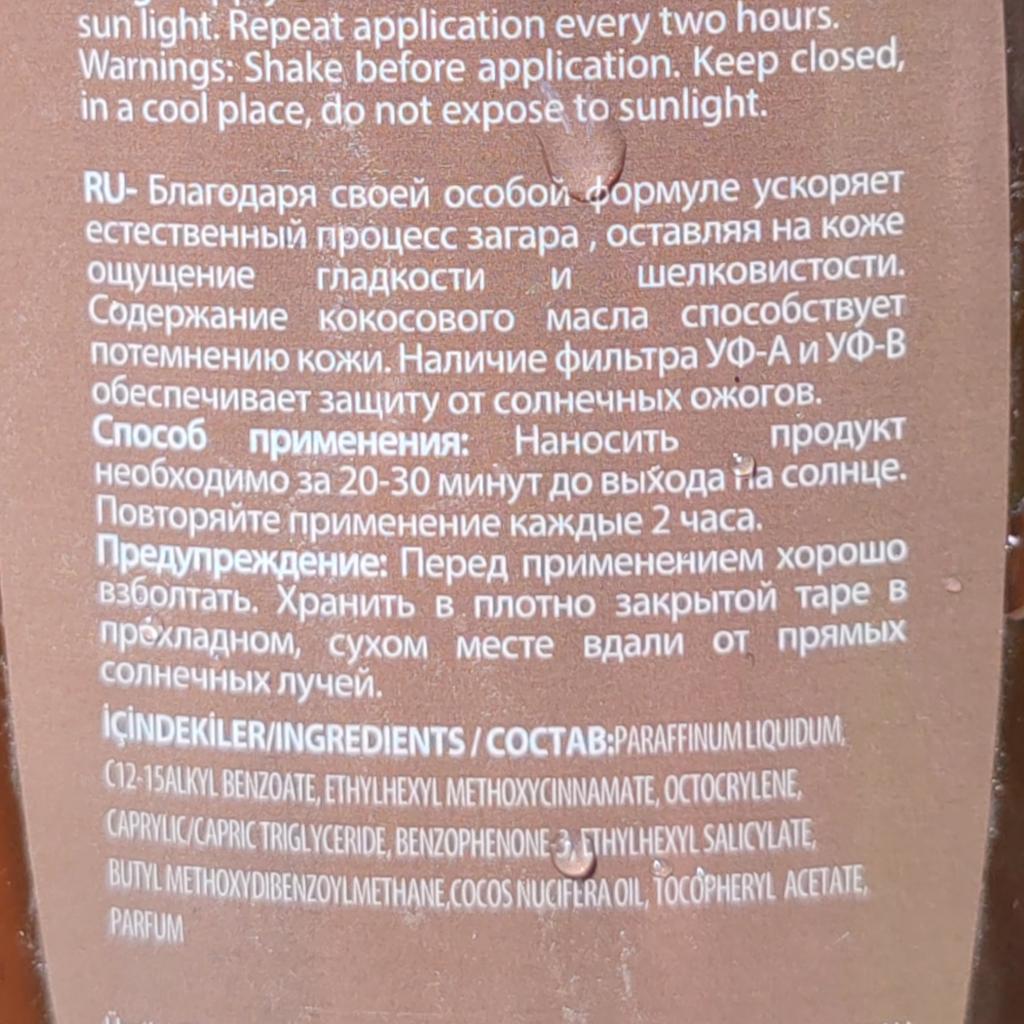 sun light. Repeat application every two hours.
Warnings: Shake before application. Keep closed,
in a cool place, do not expose to sunlight.
RU- Благодаря своей особой формуле ускоряет
естественный процесс загара , оставляя на коже
ощущение гладкости и шелковистости.
Содержание кокосового масла способствует
потемнению кожи. Наличие фильтра УФ-А и УФ-В
обеспечивает защиту от солнечных ожогов.
Способ применения: Наносить продукт
необходимо за 20-30 минут до выхода на солнце.
Повторяйте применение каждые 2 часа.
Предупреждение: Перед применением хорошо
взболтать. Хранить в плотно закрытой таре в
прохладном, сухом месте вдали от прямых
солнечных лучей.
İÇİNDEKİLER/INGREDIENTS / СОСТАВ:PARAFFINUM LIQUIDUM,
C12-15ALKYL BENZOATE, ETHYLHEXYL METHOXYCINNAMATE, OCTOCRYLENE,
CAPRYLIC/CAPRIC TRIGLYCERIDE, BENZOPHENONE-3, ETHYLHEXYL SALICYLATE,
BUTYL METHOXYDIBENZOYLMETHANE,COCOS NUCIFERA OIL, TOCOPHERYL ACETATE,
PARFUM